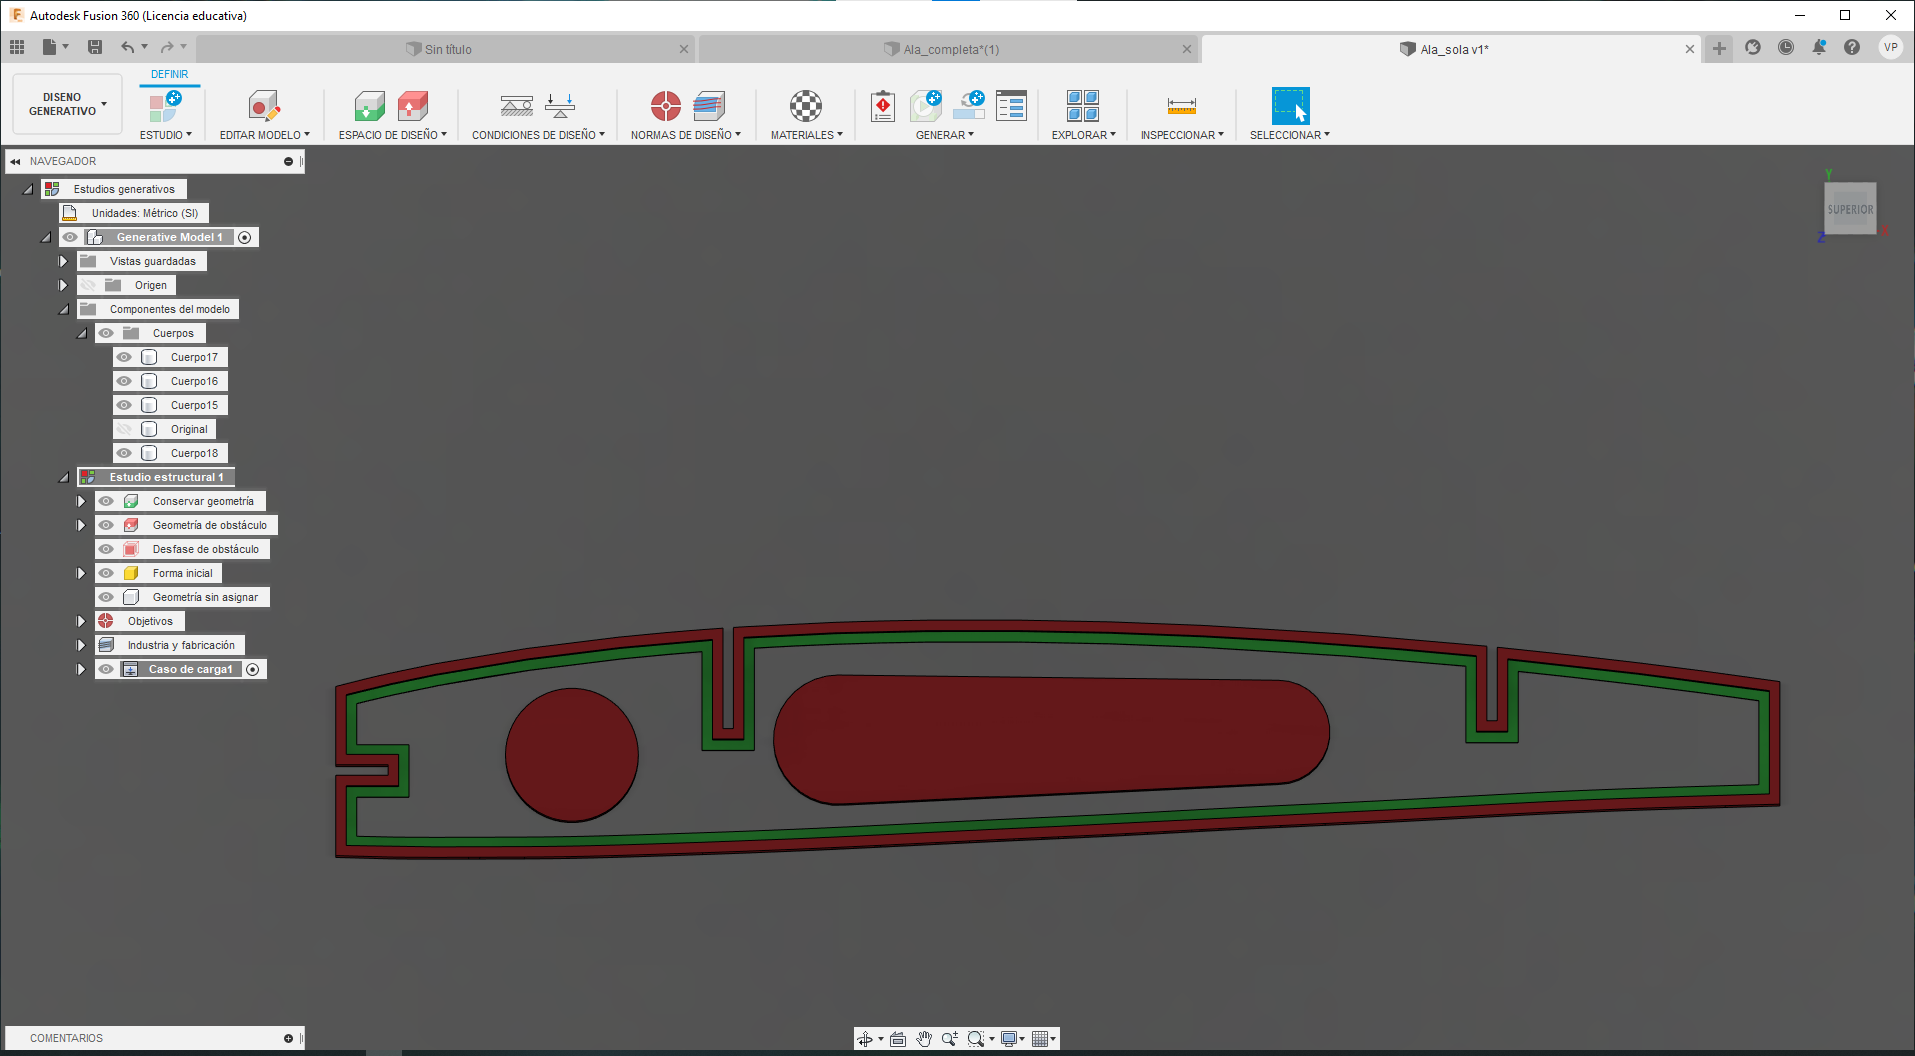 Autodesk Fusion 360 (Licencia educativa)
Sin título
Ala_completa*(1)
Ala_sola v1*
VP
DISENO
GENERATIVO
DEFINIR
ESTUDIO
EDITAR MODELO
ESPACIO DE DISEÑO
CONDICIONES DE DISEÑO
NORMAS DE DISEÑO
MATERIALES
GENERAR
EXPLORAR
INSPECCIONAR
SELECCIONAR
NAVEGADOR
Estudios generativos
Unidades: Métrico (SI)
Generative Model 1
Vistas guardadas
Origen
Componentes del modelo
Cuerpos
Cuerpo17
Cuerpo16
Cuerpo15
Original
Cuerpo18
Estudio estructural 1
Conservar geometría
Geometría de obstáculo
Desfase de obstáculo
Forma inicial
Geometría sin asignar
Objetivos
Industria y fabricación
Caso de carga1
Y
SUPERIOR
Z
X
COMENTARIOS